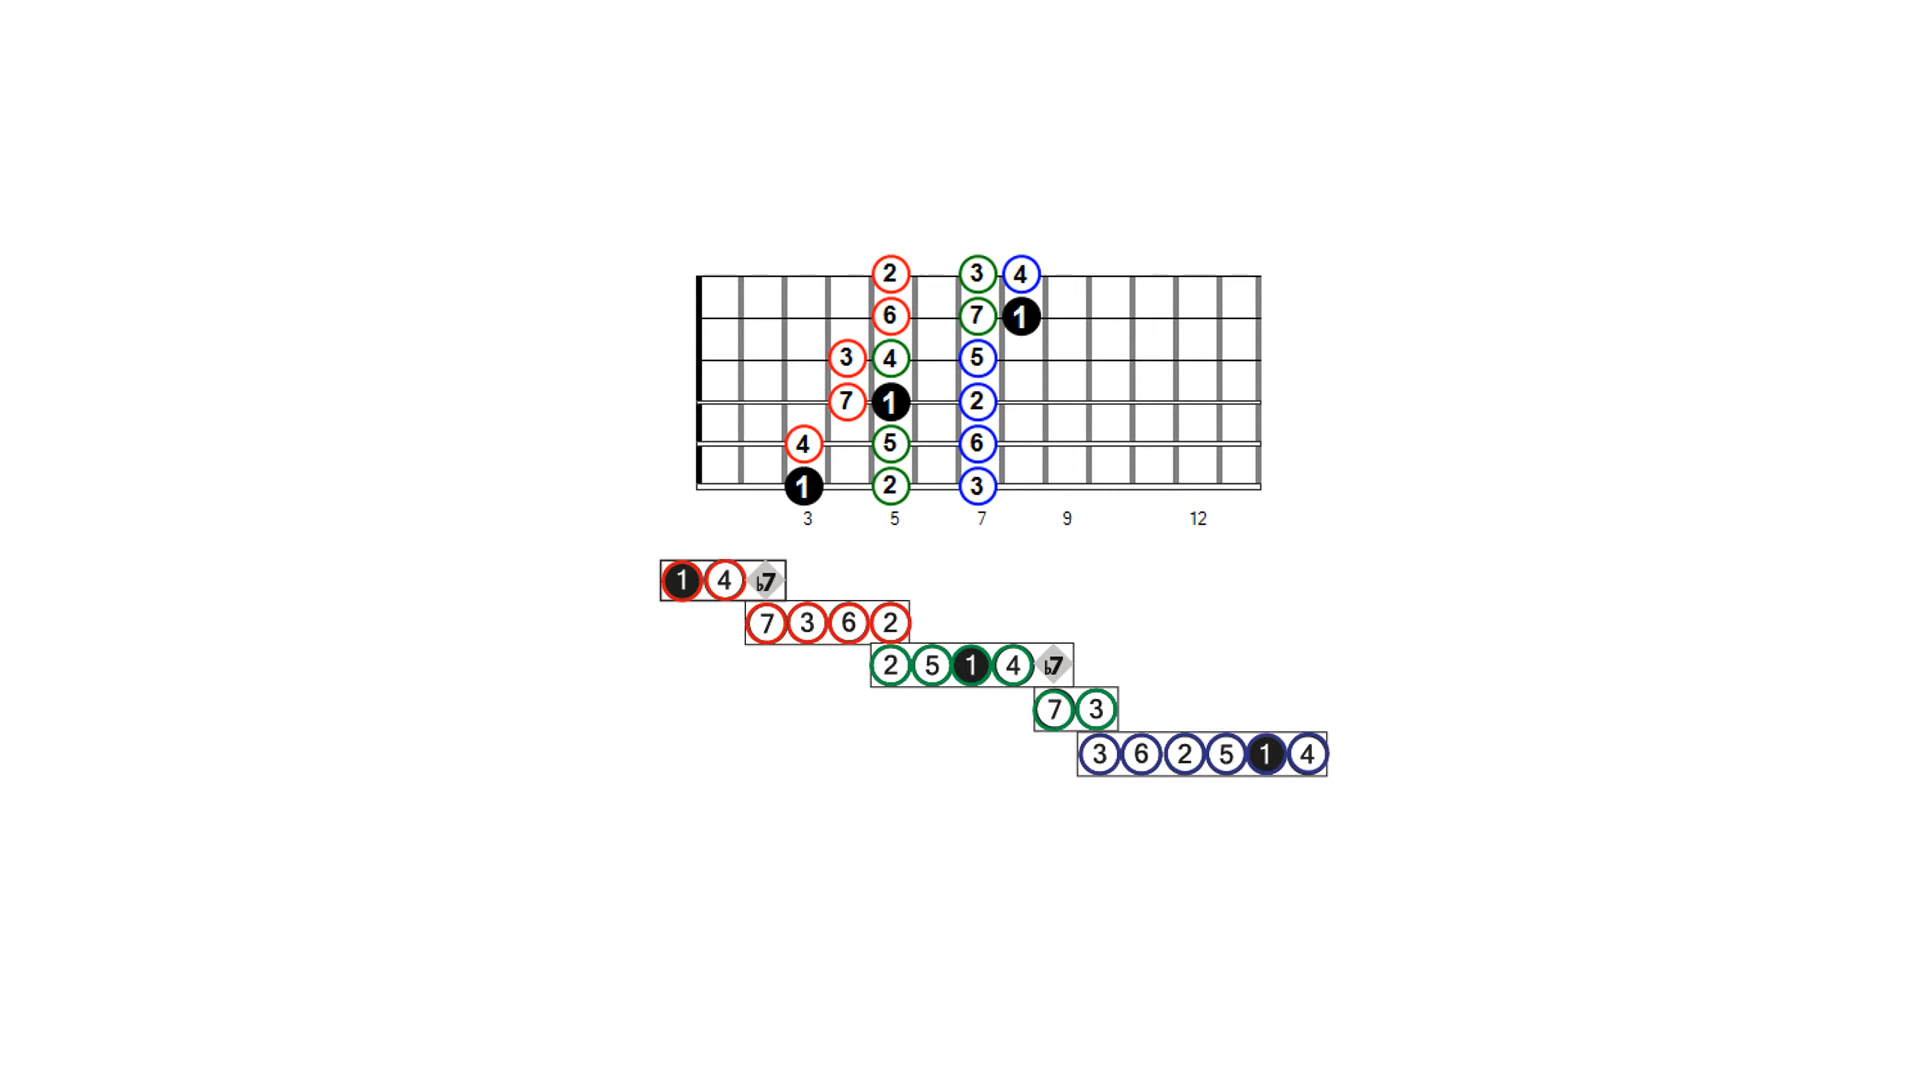 2 3 4
6 7 1
3 4 5
7 1 2
4 5 6
1 2 3
3 5 7 9 12
1 4 ♭7
7 3 6 2
2 5 1 4 ♭7
7 3
3 6 2 5 1 4